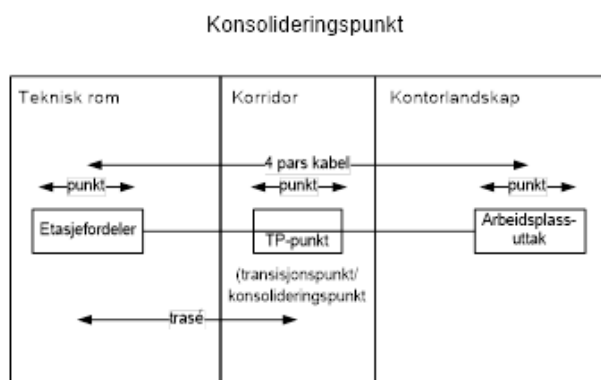 Konsolideringspunkt
Teknisk rom
Korridor
Kontorlandskap
4 pars kabel
punkt
punkt
punkt
Etasjefordeler
TP-punkt
Arbeidsplass-
uttak
(transisjonspunkt/
konsolideringspunkt
trasé